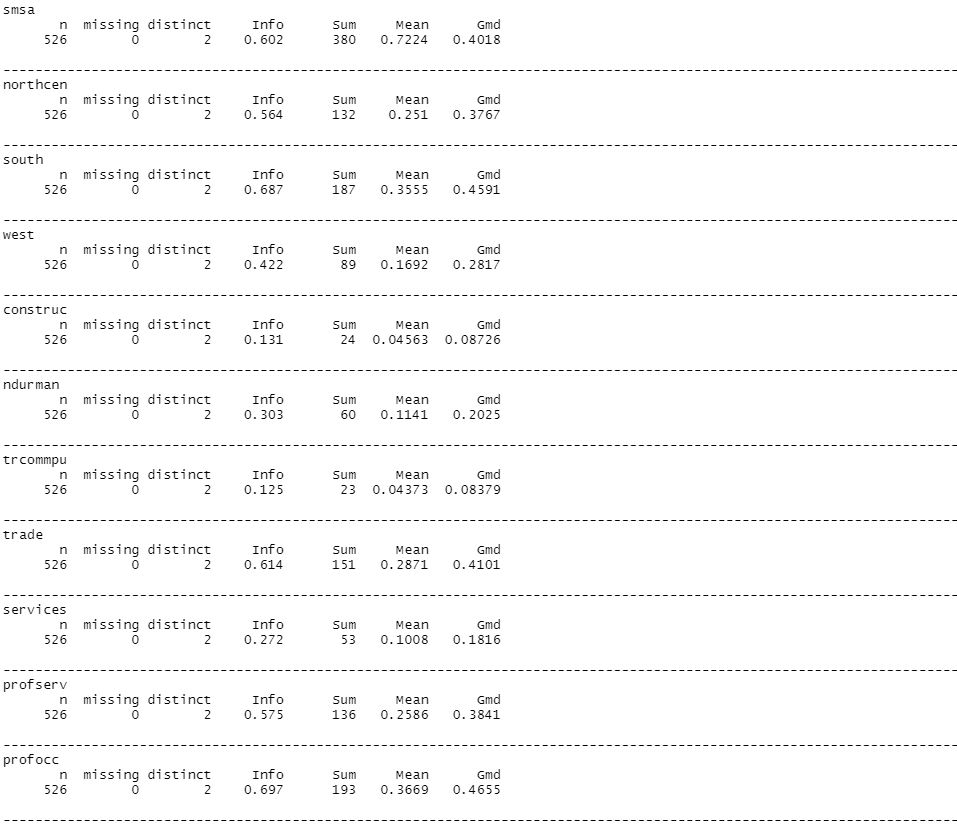 smsa
n missing distinct Info Sum Mean Gmd
526 0 2 0.602 380 0.7224 0.4018
--------------------------------------------------------------------------------
northcen
n missing distinct Info Sum Mean Gmd
526 0 2 0.564 132 0.251 0.3767
--------------------------------------------------------------------------------
south
n missing distinct Info Sum Mean Gmd
526 0 2 0.687 187 0.3555 0.4591
--------------------------------------------------------------------------------
west
n missing distinct Info Sum Mean Gmd
526 0 2 0.422 89 0.1692 0.2817
--------------------------------------------------------------------------------
construc
n missing distinct Info Sum Mean Gmd
526 0 2 0.131 24 0.04563 0.08726
--------------------------------------------------------------------------------
ndurman
n missing distinct Info Sum Mean Gmd
526 0 2 0.303 60 0.1141 0.2025
--------------------------------------------------------------------------------
trcommpu
n missing distinct Info Sum Mean Gmd
526 0 2 0.125 23 0.04373 0.08379
--------------------------------------------------------------------------------
trade
n missing distinct Info Sum Mean Gmd
526 0 2 0.614 151 0.2871 0.4101
--------------------------------------------------------------------------------
services
n missing distinct Info Sum Mean Gmd
526 0 2 0.272 53 0.1008 0.1816
--------------------------------------------------------------------------------
profserv
n missing distinct Info Sum Mean Gmd
526 0 2 0.575 136 0.2586 0.3841
--------------------------------------------------------------------------------
profocc
n missing distinct Info Sum Mean Gmd
526 0 2 0.697 193 0.3669 0.4655
--------------------------------------------------------------------------------